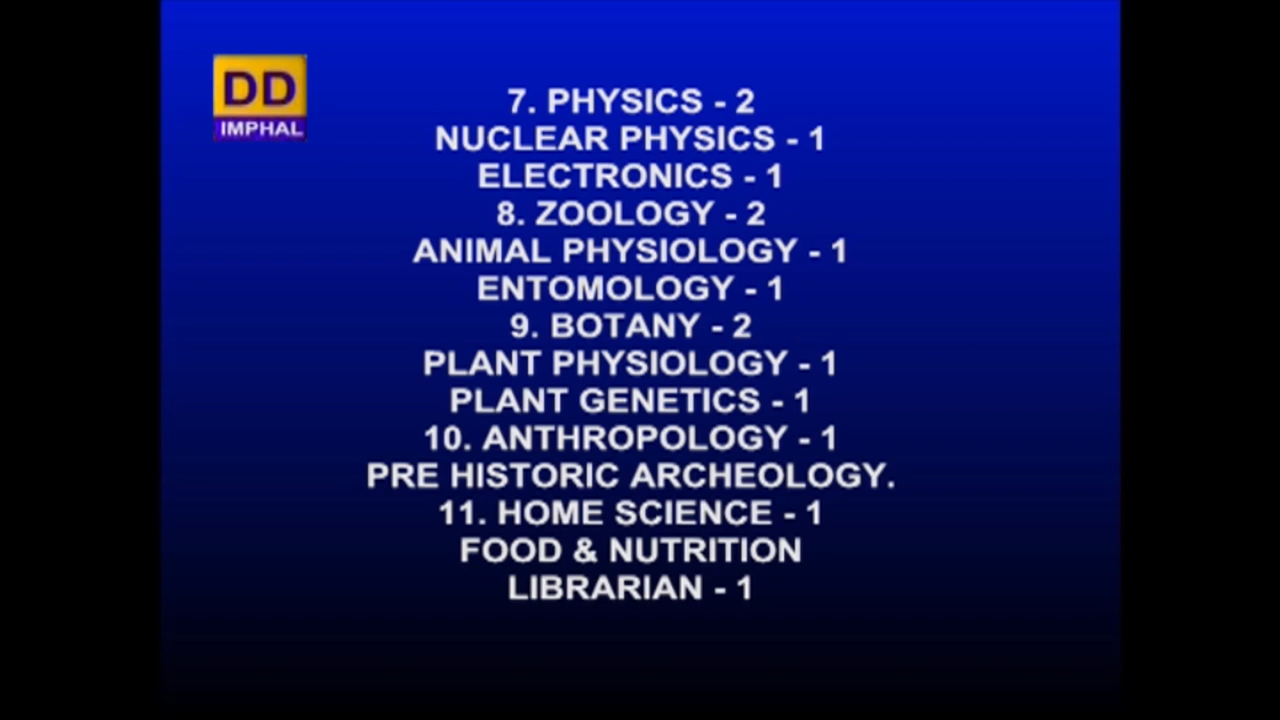 DD
IMPHAL
7. PHYSICS - 2
NUCLEAR PHYSICS - 1
ELECTRONICS - 1
8. ZOOLOGY - 2
ANIMAL PHYSIOLOGY - 1
ENTOMOLOGY - 1
9. BOTANY - 2
PLANT PHYSIOLOGY - 1
PLANT GENETICS - 1
10. ANTHROPOLOGY - 1
PRE HISTORIC ARCHEOLOGY.
11. HOME SCIENCE - 1
FOOD & NUTRITION
LIBRARIAN - 1